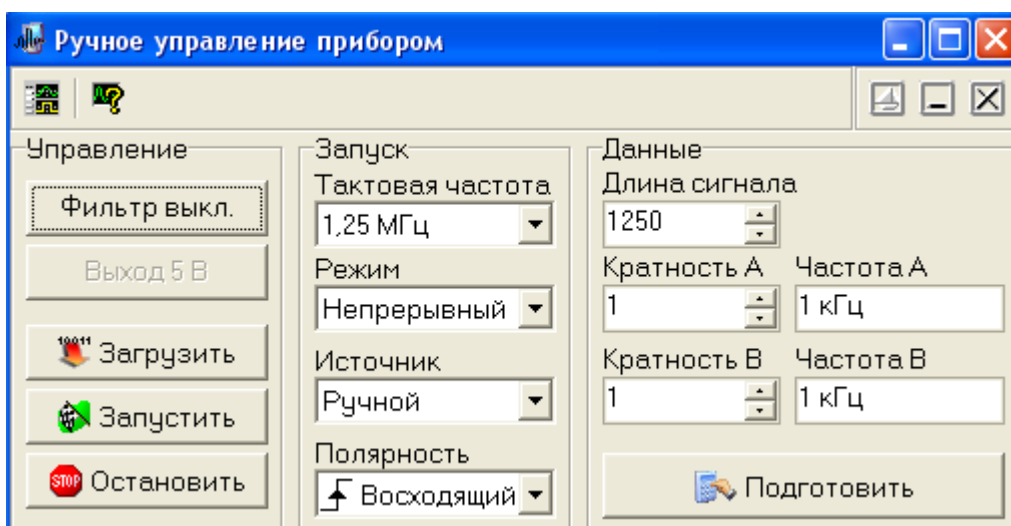 Ручное управление прибором
Управление
Фильтр выкл.
Выход 5 В
10011
Загрузить
Запустить
STOP Остановить
Запуск
Тактовая частота
1,25 МГц
Режим
Непрерывный
Источник
Ручной
Полярность
Восходящий
Данные
Длина сигнала
1250
Кратность А Частота А
1 1 кГц
Кратность В Частота В
1 1 кГц
Подготовить